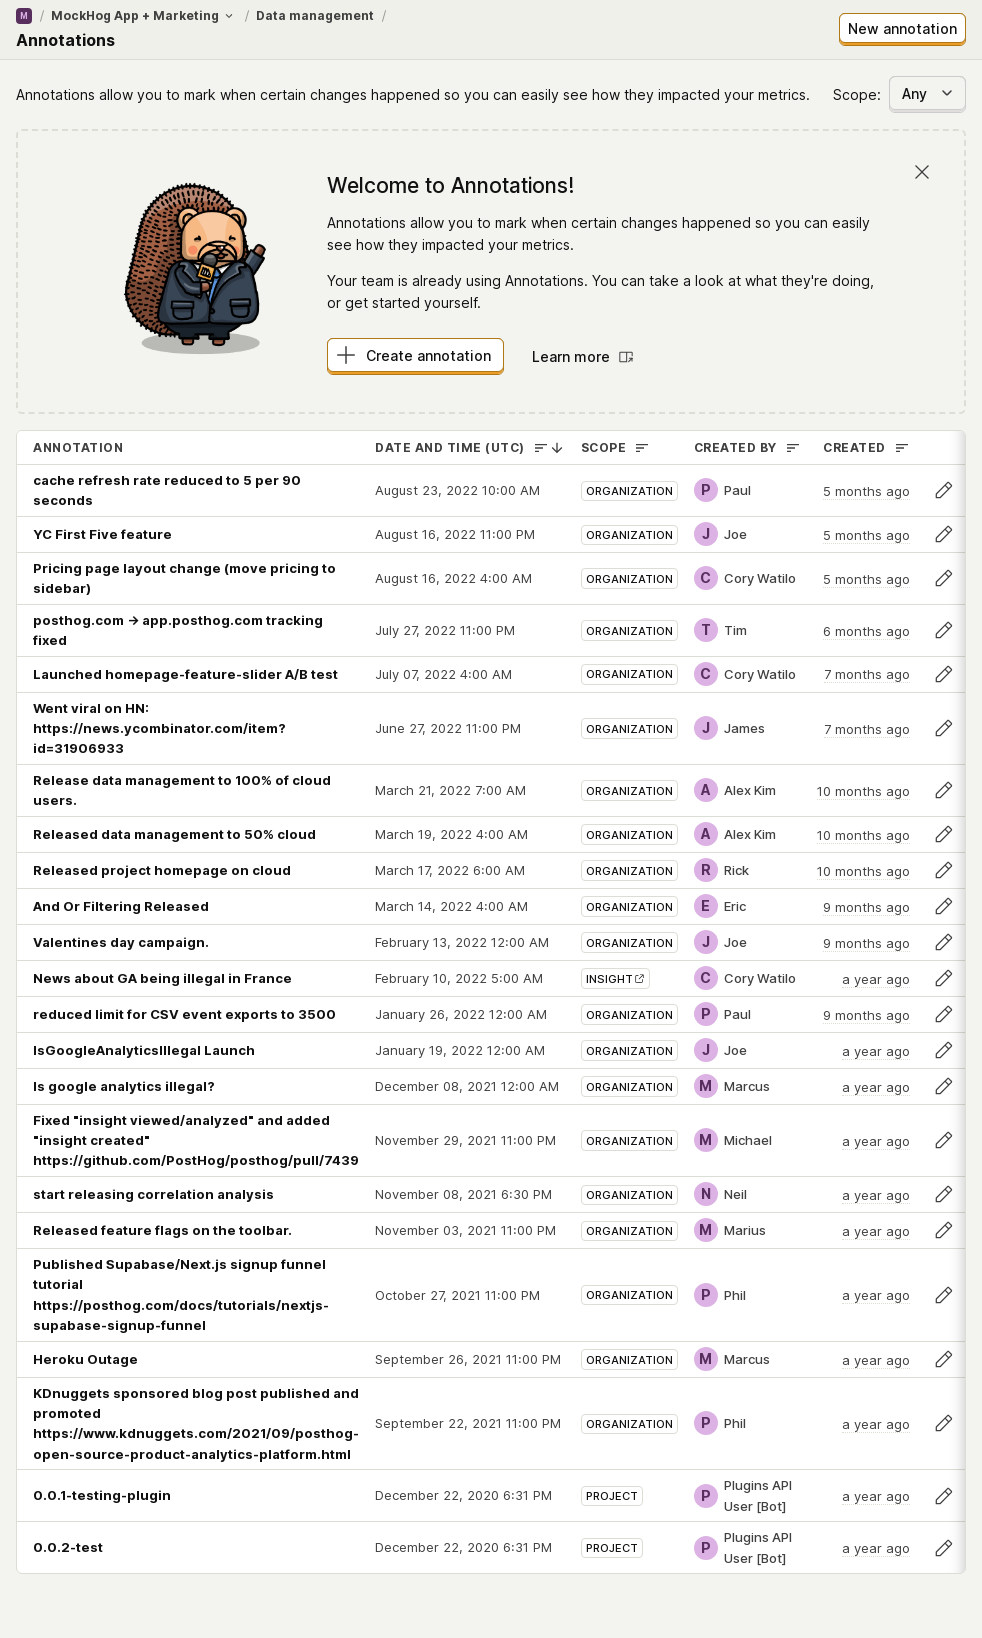 M / MockHog App + Marketing / Data management /
Annotations
New annotation
Annotations allow you to mark when certain changes happened so you can easily see how they impacted your metrics.
Scope: Any
Welcome to Annotations!
Annotations allow you to mark when certain changes happened so you can easily
see how they impacted your metrics.
Your team is already using Annotations. You can take a look at what they're doing,
or get started yourself.
Create annotation
Learn more
ANNOTATION DATE AND TIME (UTC) SCOPE CREATED BY CREATED
cache refresh rate reduced to 5 per 90
seconds
August 23, 2022 10:00 AM ORGANIZATION P Paul 5 months ago
YC First Five feature August 16, 2022 11:00 PM ORGANIZATION J Joe 5 months ago
Pricing page layout change (move pricing to
sidebar)
August 16, 2022 4:00 AM ORGANIZATION C Cory Watilo 5 months ago
posthog.com → app.posthog.com tracking
fixed
July 27, 2022 11:00 PM ORGANIZATION T Tim 6 months ago
Launched homepage-feature-slider A/B test July 07, 2022 4:00 AM ORGANIZATION C Cory Watilo 7 months ago
Went viral on HN:
https://news.ycombinator.com/item?
id=31906933
June 27, 2022 11:00 PM ORGANIZATION J James 7 months ago
Release data management to 100% of cloud
users.
March 21, 2022 7:00 AM ORGANIZATION A Alex Kim 10 months ago
Released data management to 50% cloud March 19, 2022 4:00 AM ORGANIZATION A Alex Kim 10 months ago
Released project homepage on cloud March 17, 2022 6:00 AM ORGANIZATION R Rick 10 months ago
And Or Filtering Released March 14, 2022 4:00 AM ORGANIZATION E Eric 9 months ago
Valentines day campaign. February 13, 2022 12:00 AM ORGANIZATION J Joe 9 months ago
News about GA being illegal in France February 10, 2022 5:00 AM INSIGHT C Cory Watilo a year ago
reduced limit for CSV event exports to 3500 January 26, 2022 12:00 AM ORGANIZATION P Paul 9 months ago
IsGoogleAnalyticsIllegal Launch January 19, 2022 12:00 AM ORGANIZATION J Joe a year ago
Is google analytics illegal? December 08, 2021 12:00 AM ORGANIZATION M Marcus a year ago
Fixed "insight viewed/analyzed" and added
"insight created"
https://github.com/PostHog/posthog/pull/7439
November 29, 2021 11:00 PM ORGANIZATION M Michael a year ago
start releasing correlation analysis November 08, 2021 6:30 PM ORGANIZATION N Neil a year ago
Released feature flags on the toolbar. November 03, 2021 11:00 PM ORGANIZATION M Marius a year ago
Published Supabase/Next.js signup funnel
tutorial
https://posthog.com/docs/tutorials/nextjs-
supabase-signup-funnel
October 27, 2021 11:00 PM ORGANIZATION P Phil a year ago
Heroku Outage September 26, 2021 11:00 PM ORGANIZATION M Marcus a year ago
KDnuggets sponsored blog post published and
promoted
https://www.kdnuggets.com/2021/09/posthog-
open-source-product-analytics-platform.html
September 22, 2021 11:00 PM ORGANIZATION P Phil a year ago
0.0.1-testing-plugin December 22, 2020 6:31 PM PROJECT P Plugins API
User [Bot] a year ago
0.0.2-test December 22, 2020 6:31 PM PROJECT P Plugins API
User [Bot] a year ago